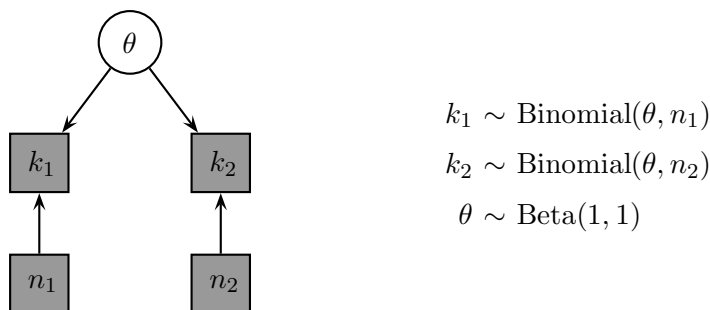 θ
k₁ k₂
n₁ n₂
k₁ ∼ Binomial(θ, n₁)
k₂ ∼ Binomial(θ, n₂)
θ ∼ Beta(1, 1)